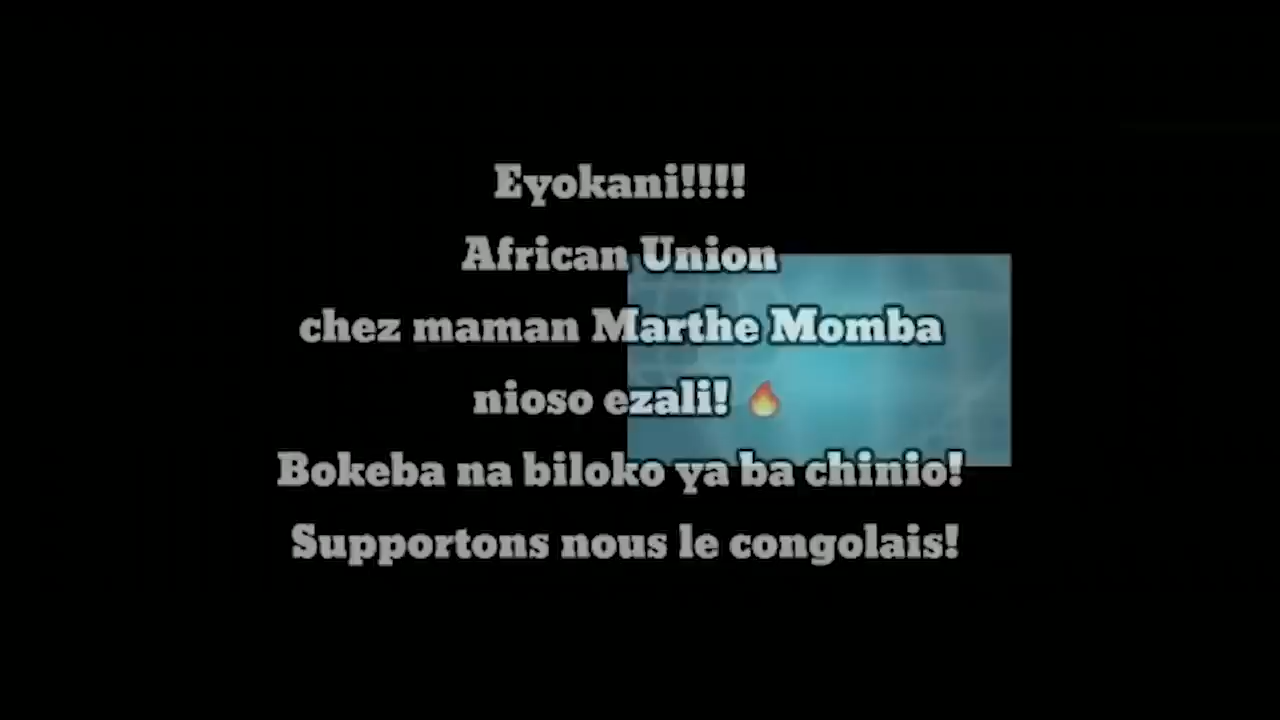 Eyokani!!!!
African Union
chez maman Marthe Momba
nioso ezali! 🔥
Bokeba na biloko ya ba chinio!
Supportons nous le congolais!